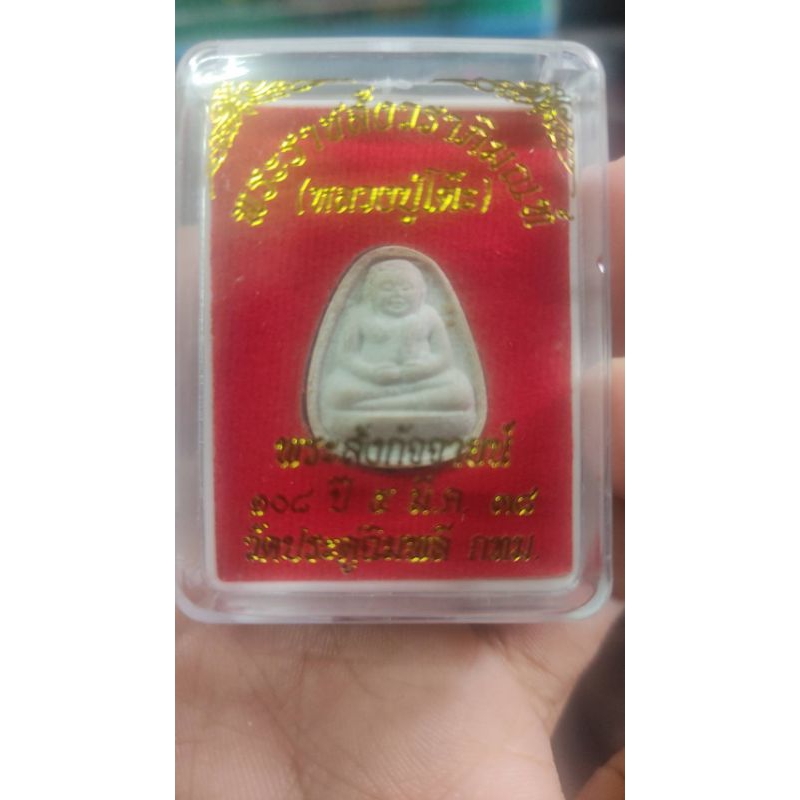 พระราชสังวราภิมณฑ์
(หลวงปู่โต๊ะ)
พระสังกัจจายน์
๑๐๘ ปี ๕ มี.ค. ๓๘
วัดประดู่ฉิมพลี กทม.